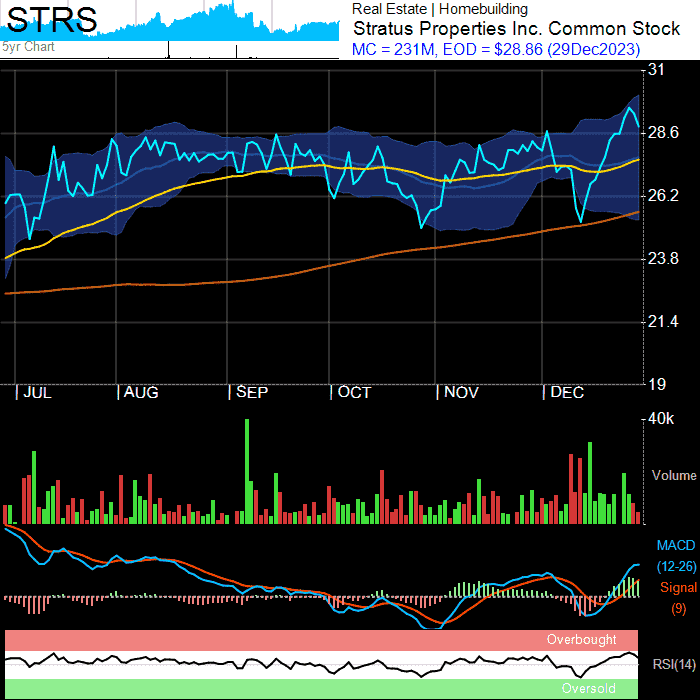 STRS
5yr Chart
Real Estate | Homebuilding
Stratus Properties Inc. Common Stock
MC = 231M, EOD = $28.86 (29Dec2023)
31
28.6
26.2
23.8
21.4
19
| JUL | AUG | SEP | OCT | NOV | DEC
40k
Volume
MACD
(12-26)
Signal
(9)
Overbought
RSI(14)
Oversold